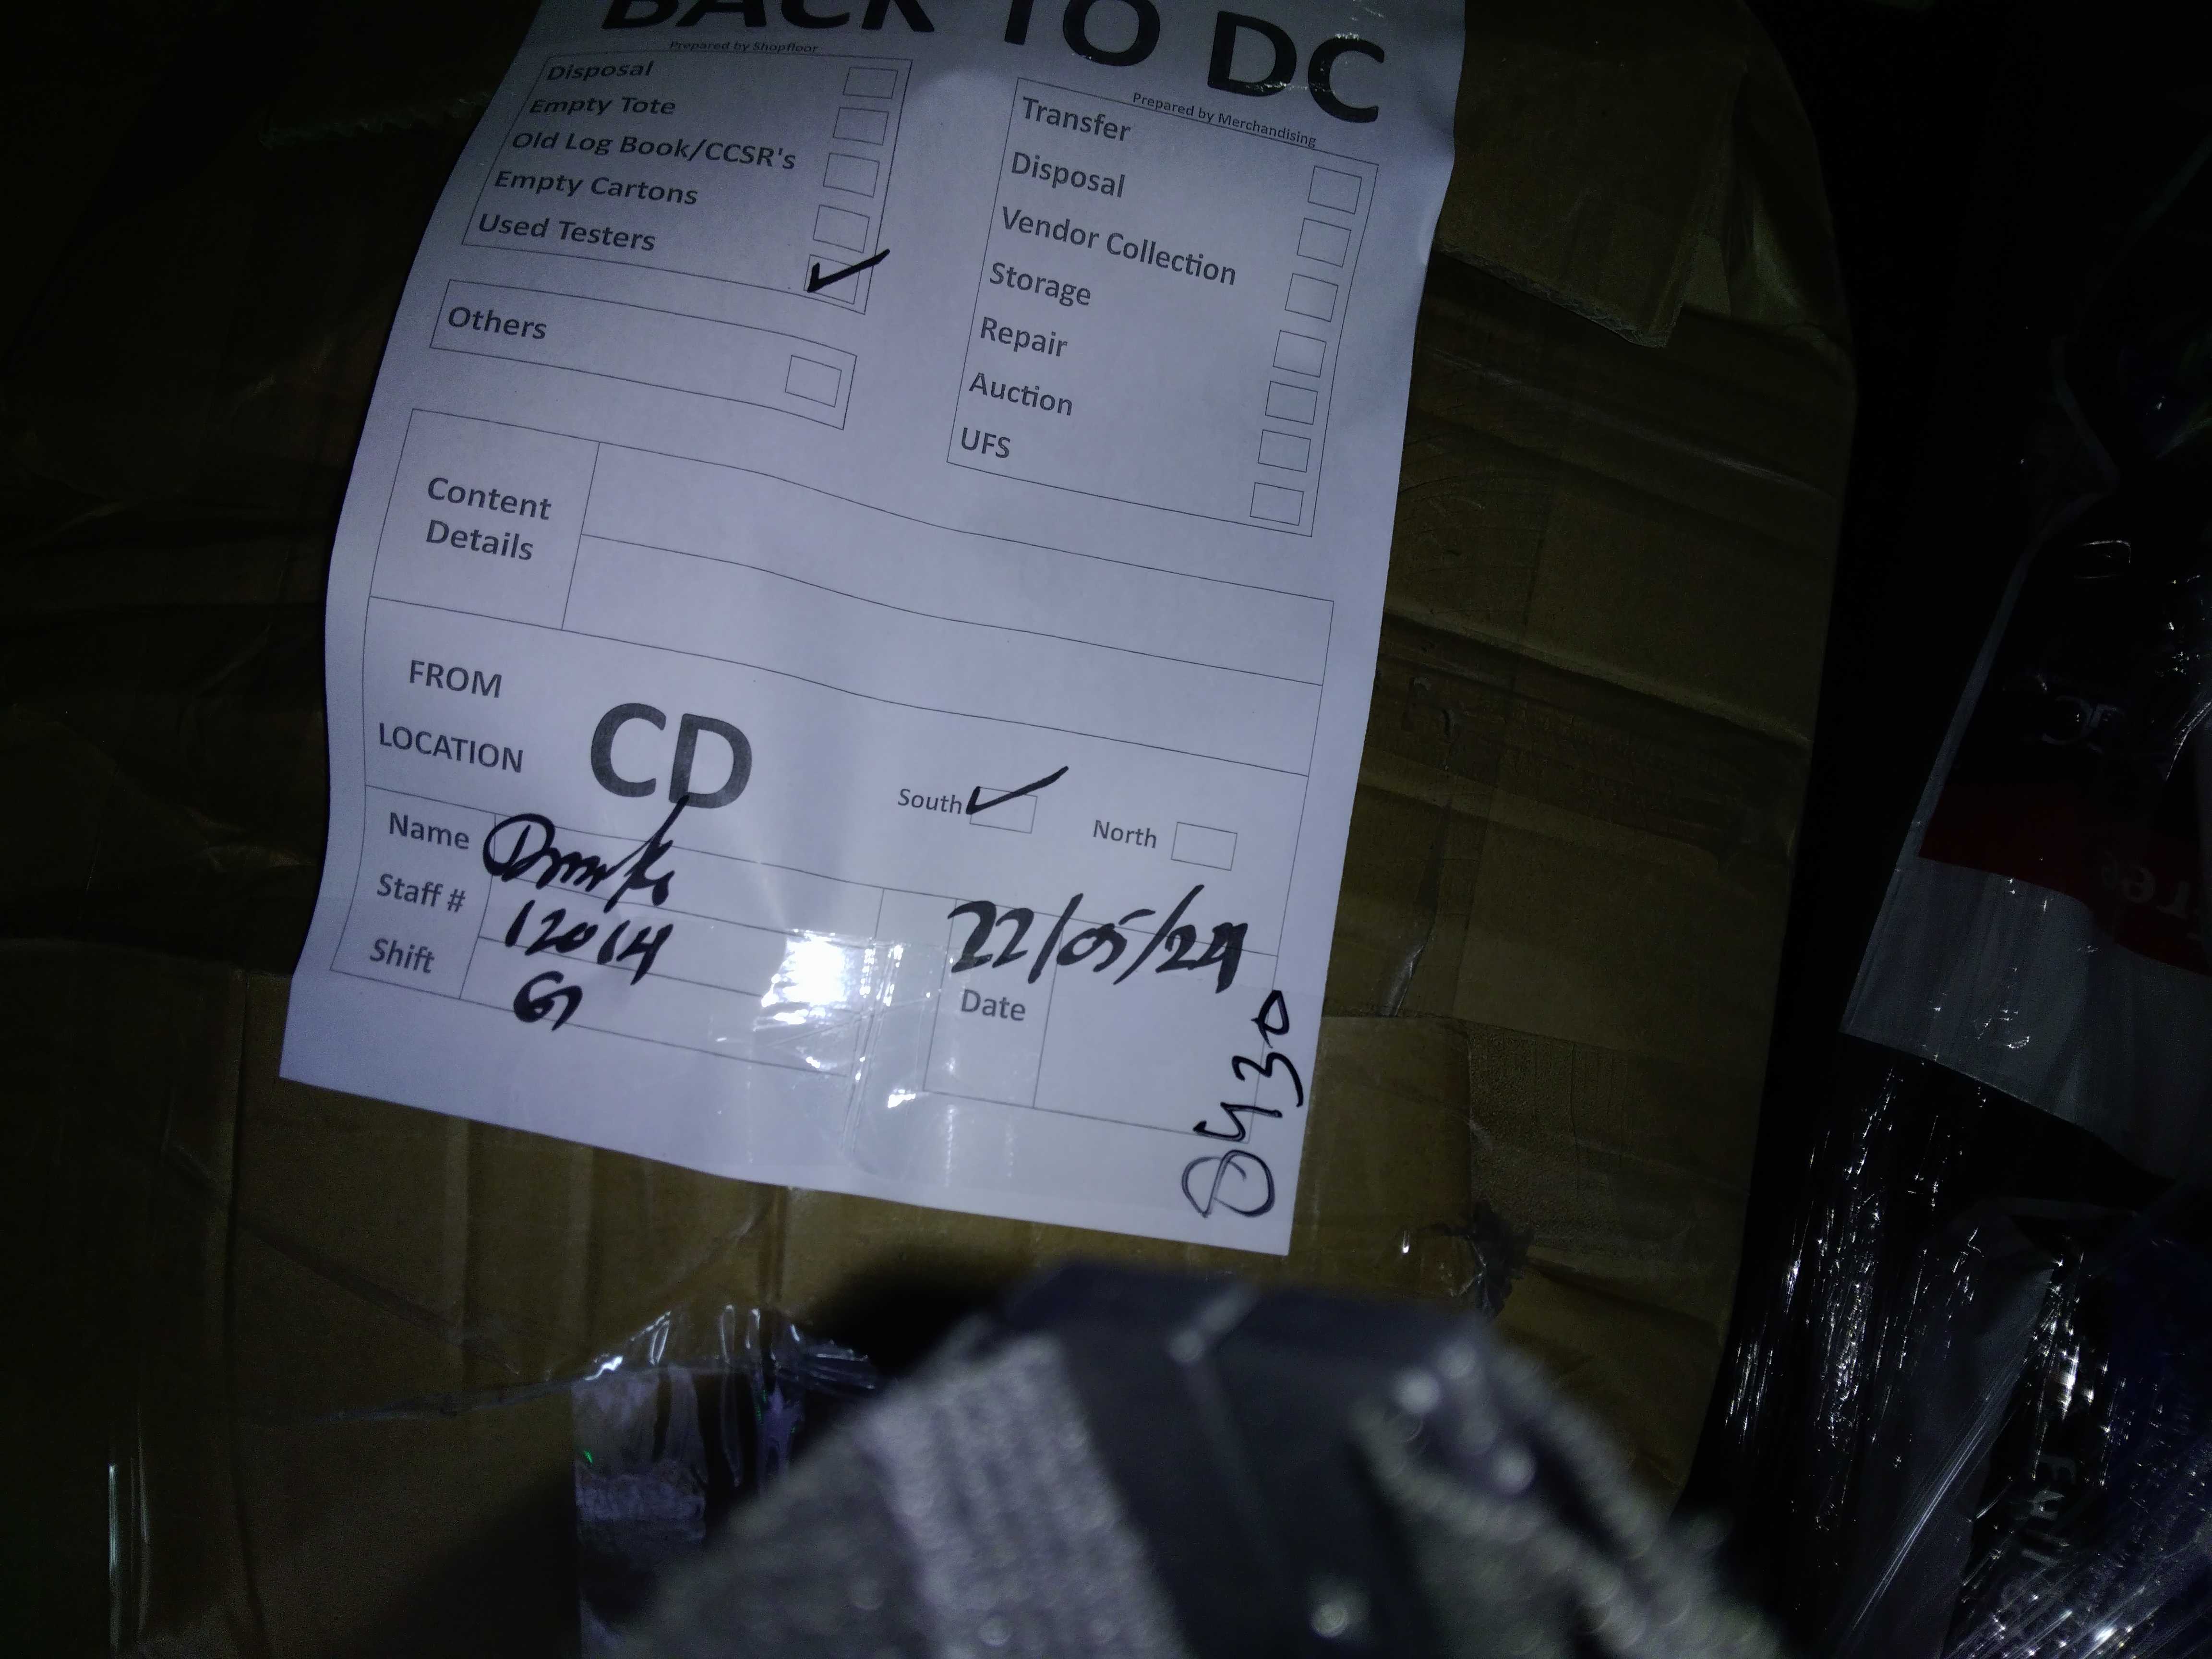 BACK TO DC
Prepared by Shopfloor
Disposal
Empty Tote
Old Log Book/CCSR's
Empty Cartons
Used Testers
Others
Prepared by Merchandising
Transfer
Disposal
Vendor Collection
Storage
Repair
Auction
UFS
Content
Details
FROM
LOCATION
CD
South
North
Name
Staff # 12014
Shift G
22/05/24
Date
0430